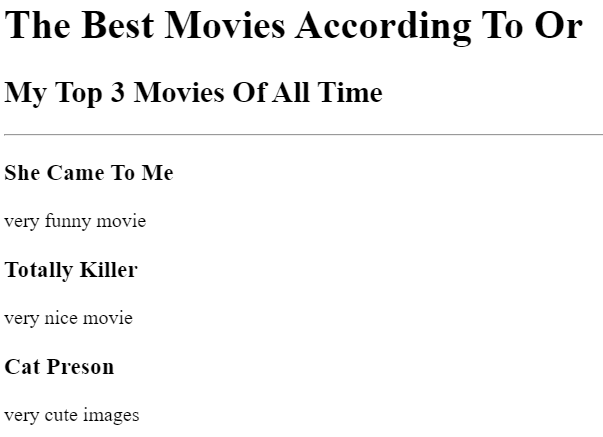 The Best Movies According To Or
My Top 3 Movies Of All Time
She Came To Me
very funny movie
Totally Killer
very nice movie
Cat Preson
very cute images